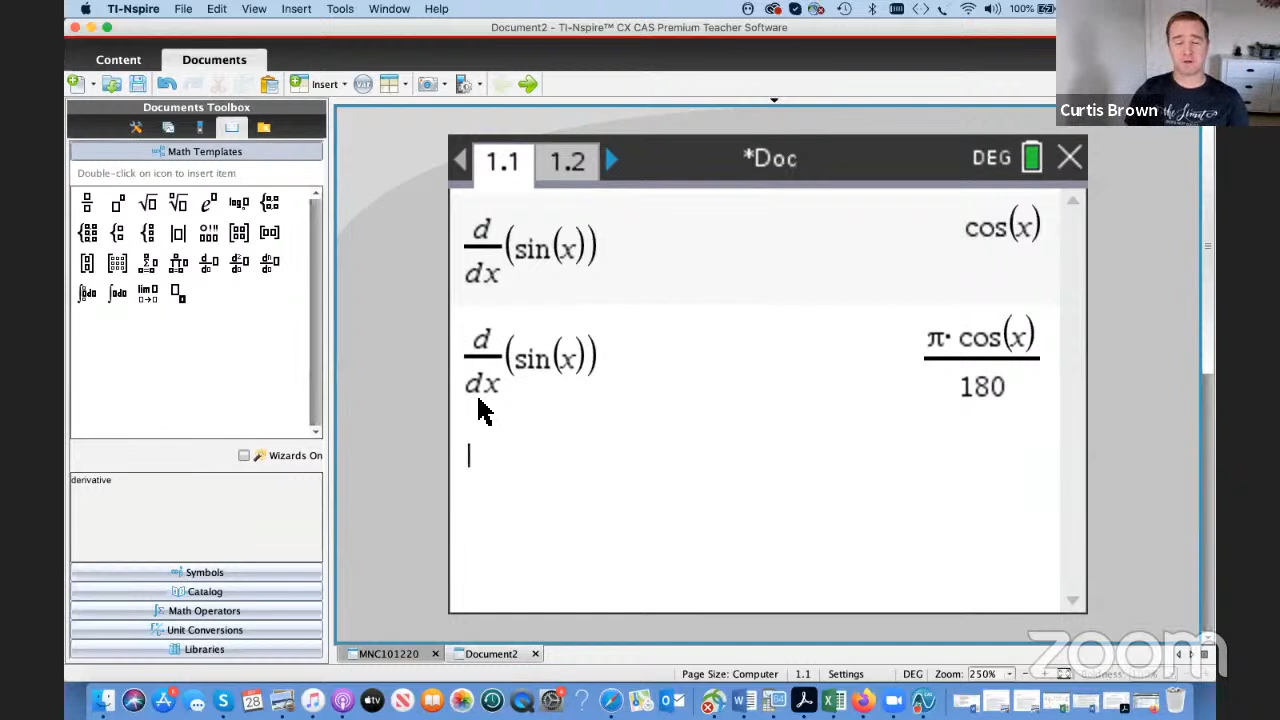 TI-Nspire File Edit View Insert Tools Window Help 100%
Document2 - TI-Nspire™ CX CAS Premium Teacher Software
Content Documents
Insert
Documents Toolbox
Math Templates
Double-click on icon to insert item
Wizards On
derivative
Symbols
Catalog
Math Operators
Unit Conversions
Libraries
1.1 1.2 *Doc DEG
d/dx(sin(x)) cos(x)
d/dx(sin(x)) π·cos(x)/180
MNC101220 Document2
Page Size: Computer 1.1 Settings DEG Zoom: 250%
Curtis Brown
zoom
28